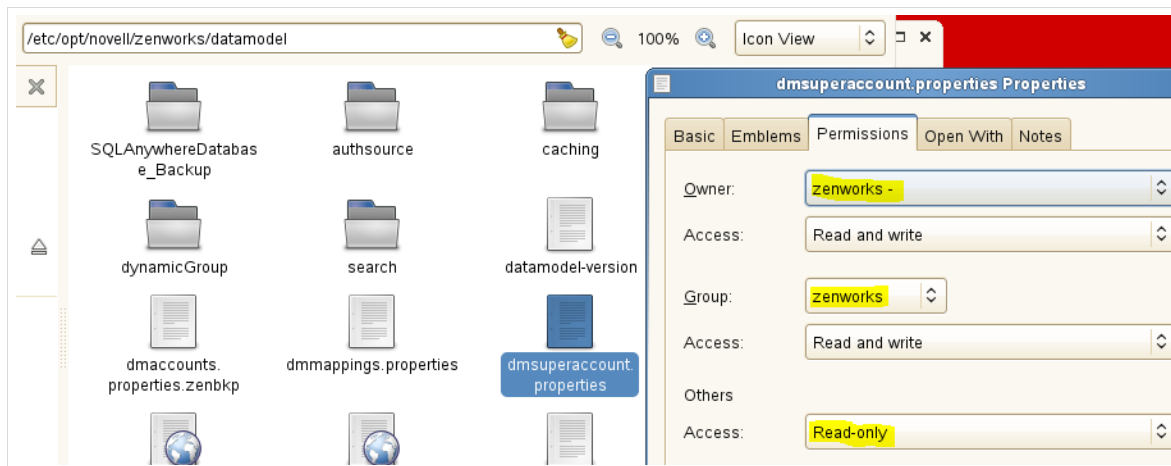 /etc/opt/novell/zenworks/datamodel
100%
Icon View
SQLAnywhereDatabas
e_Backup
authsource
caching
dynamicGroup
search
datamodel-version
dmaccounts.
properties.zenbkp
dmmappings.properties
dmsuperaccount.
properties
dmsuperaccount.properties Properties
Basic Emblems Permissions Open With Notes
Owner: zenworks -
Access: Read and write
Group: zenworks
Access: Read and write
Others
Access: Read-only